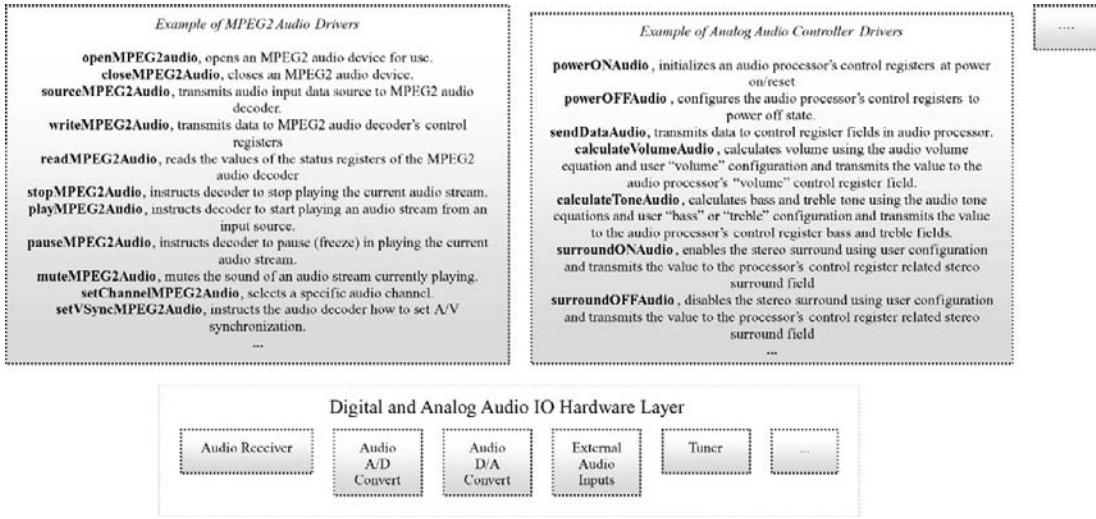 Example of MPEG2 Audio Drivers
openMPEG2audio, opens an MPEG2 audio device for use.
closeMPEG2Audio, closes an MPEG2 audio device.
sourceMPEG2Audio, transmits audio input data source to MPEG2 audio
decoder.
writeMPEG2Audio, transmits data to MPEG2 audio decoder's control
registers
readMPEG2Audio, reads the values of the status registers of the MPEG2
audio decoder
stopMPEG2Audio, instructs decoder to stop playing the current audio stream.
playMPEG2Audio, instructs decoder to start playing an audio stream from an
input source.
pauseMPEG2Audio, instructs decoder to pause (freeze) in playing the current
audio stream.
muteMPEG2Audio, mutes the sound of an audio stream currently playing.
setChannelMPEG2Audio, selects a specific audio channel.
setVSyncMPEG2Audio, instructs the audio decoder how to set A/V
synchronization.
...
Example of Analog Audio Controller Drivers
powerONAudio , initializes an audio processor's control registers at power
on/reset
powerOFFAudio , configures the audio processor's control registers to
power off state.
sendDataAudio, transmits data to control register fields in audio processor.
calculateVolumeAudio , calculates volume using the audio volume
equation and user "volume" configuration and transmits the value to the
audio processor's "volume" control register field.
calculateToneAudio , calculates bass and treble tone using the audio tone
equations and user "bass" or "treble" configuration and transmits the value
to the audio processor's control register bass and treble fields.
surroundONAudio , enables the stereo surround using user configuration
and transmits the value to the processor's control register related stereo
surround field
surroundOFFAudio , disables the stereo surround using user configuration
and transmits the value to the processor's control register related stereo
surround field
...
....
Digital and Analog Audio IO Hardware Layer
Audio Receiver
Audio
A/D
Convert
Audio
D/A
Convert
External
Audio
Inputs
Tuner
...